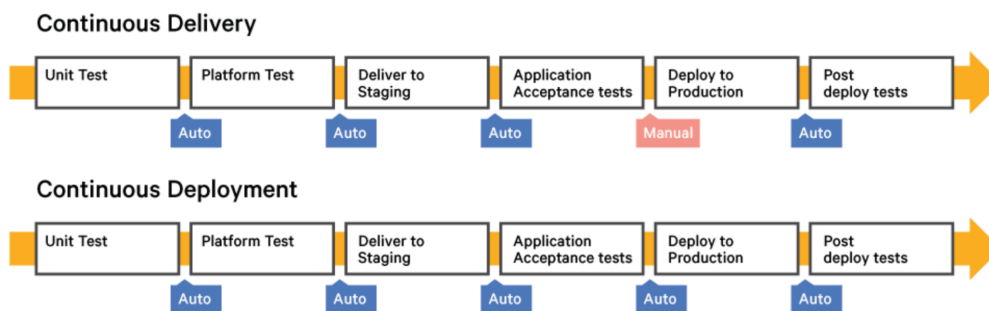 Continuous Delivery
Unit Test
Platform Test
Deliver to
Staging
Application
Acceptance tests
Deploy to
Production
Post
deploy tests
Auto
Auto
Auto
Manual
Auto
Continuous Deployment
Unit Test
Platform Test
Deliver to
Staging
Application
Acceptance tests
Deploy to
Production
Post
deploy tests
Auto
Auto
Auto
Auto
Auto